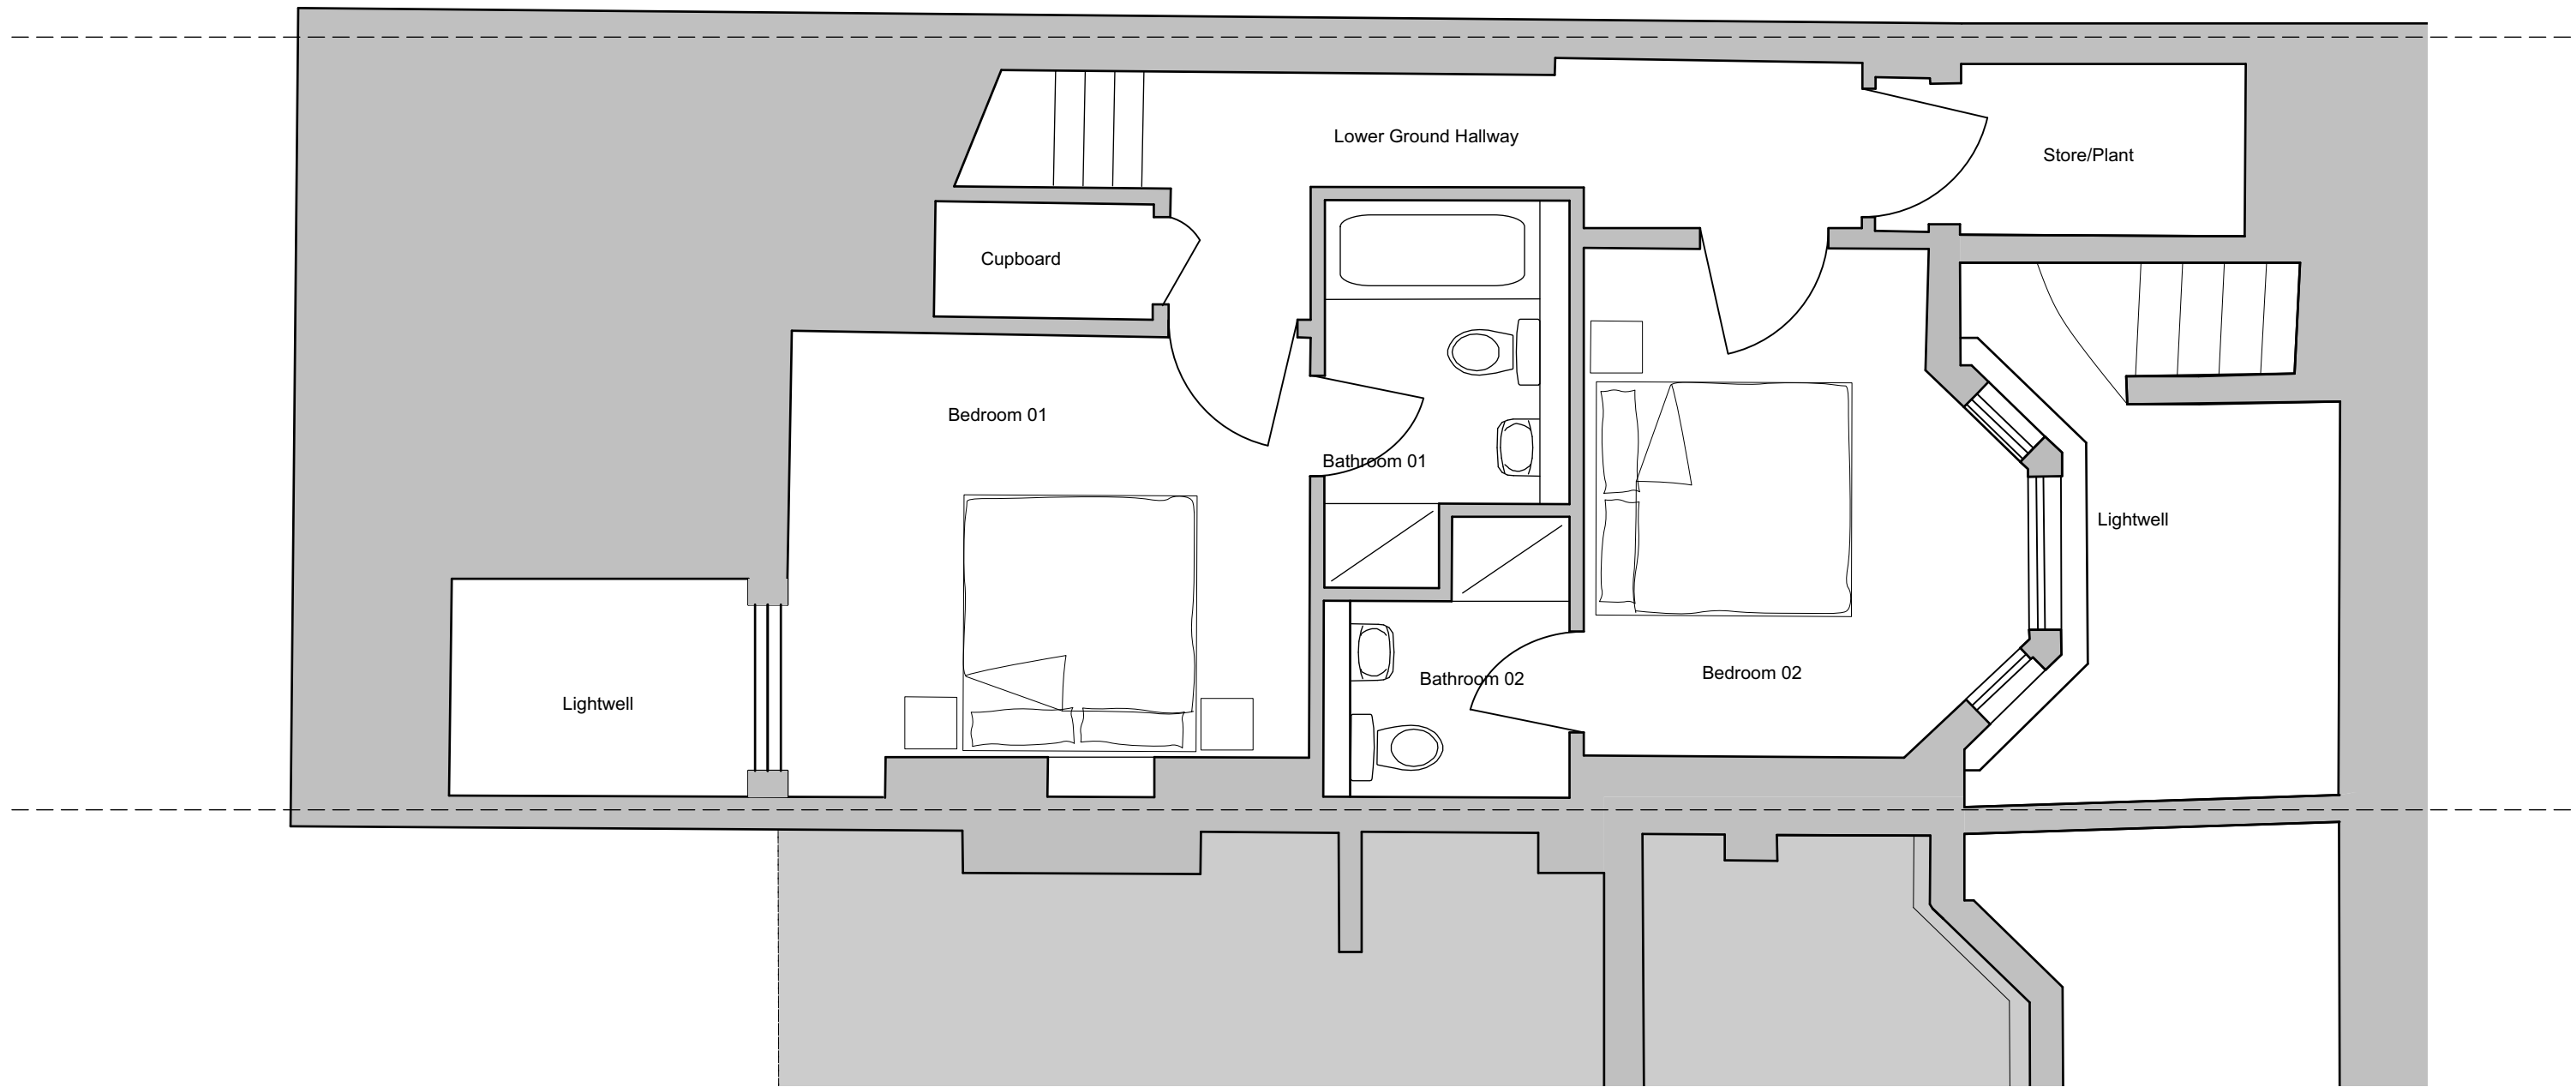 Lower Ground Hallway
Store/Plant
Cupboard
Bedroom 01
Bathroom 01
Lightwell
Bedroom 02
Bathroom 02
Lightwell